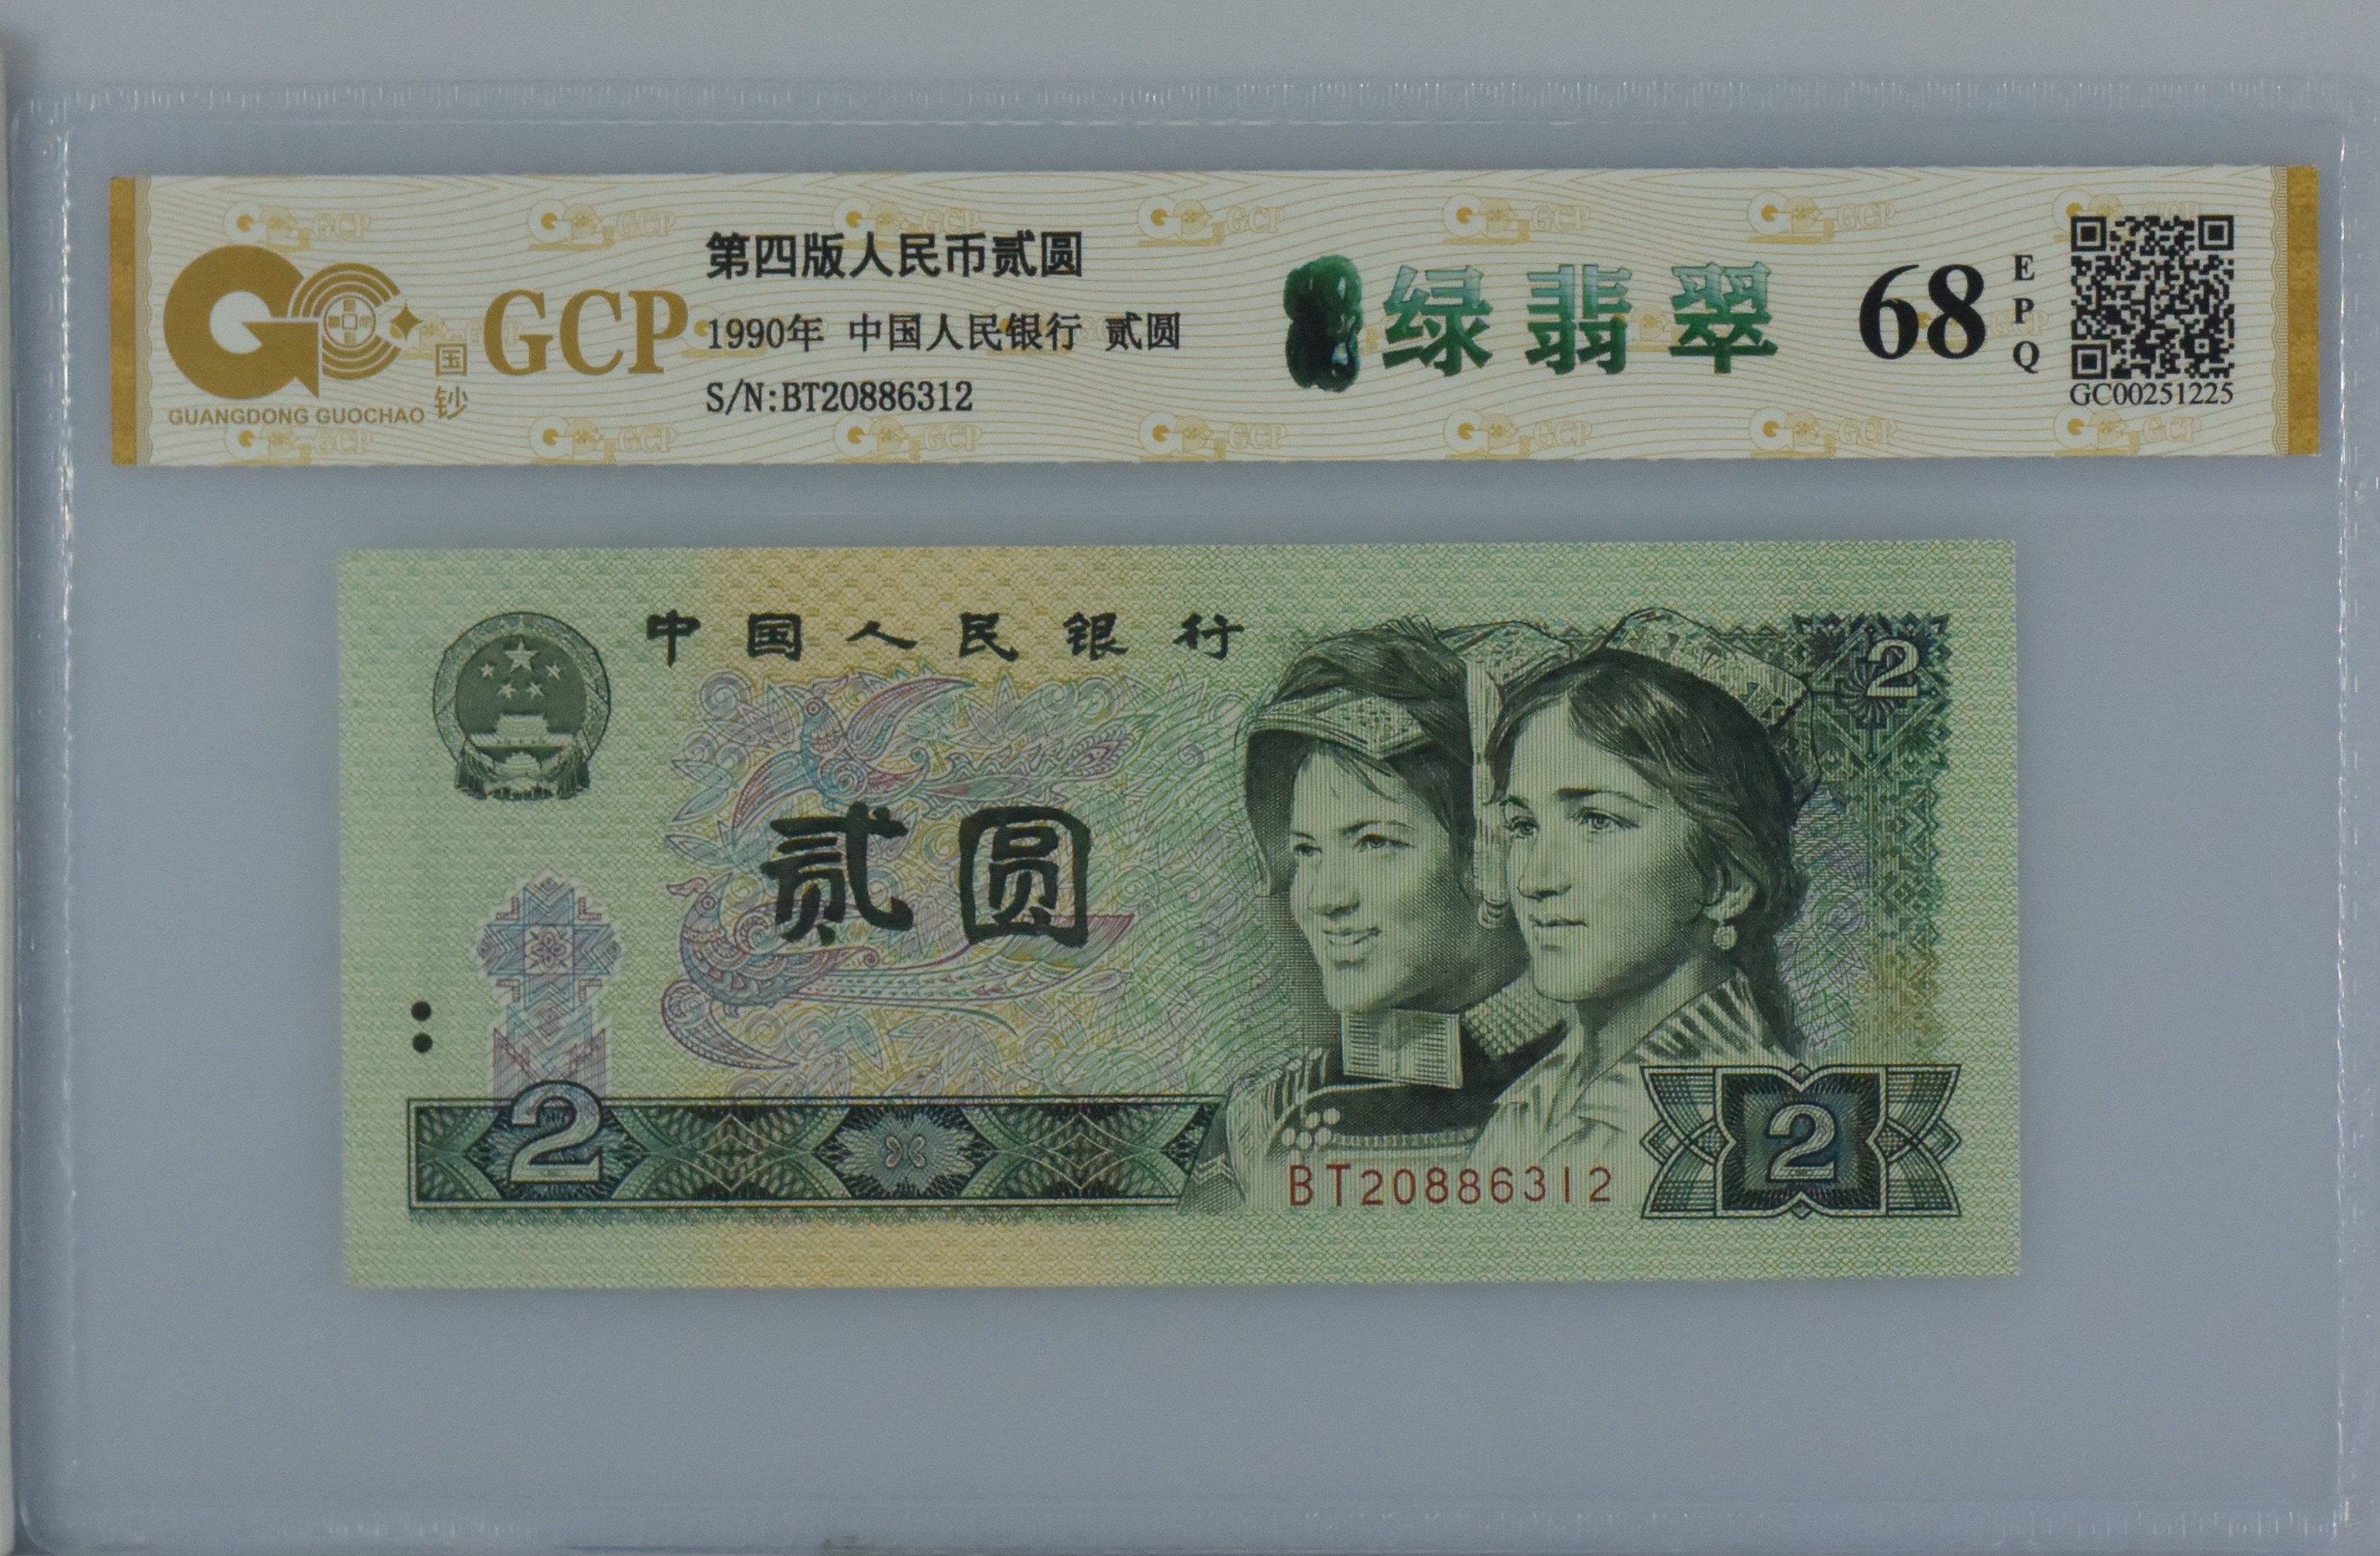 第四版人民币贰圆
GCP
1990年 中国人民银行 贰圆
国钞
GUANGDONG GUOCHAO
S/N:BT20886312
绿翡翠
68
EPQ
GC00251225
中国人民银行
2
贰圆
2
BT20886312
2